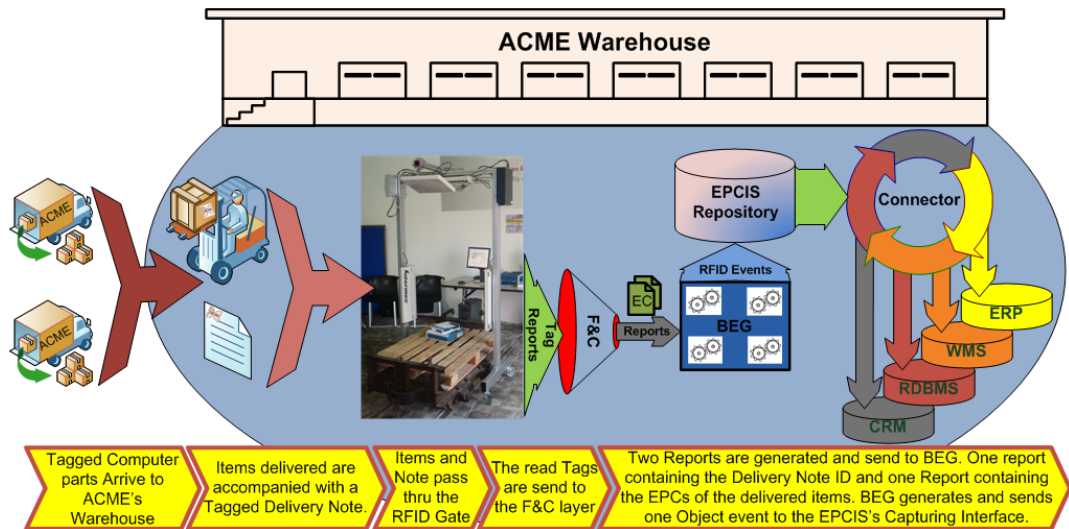 ACME Warehouse
ACME
ACME
Tag
Reports
F&C
EC
Reports
BEG
RFID Events
EPCIS
Repository
Connector
ERP
WMS
RDBMS
CRM
Tagged Computer
parts Arrive to
ACME's
Warehouse
Items delivered are
accompanied with a
Tagged Delivery Note.
Items and
Note pass
thru the
RFID Gate
The read Tags
are send to
the F&C layer
Two Reports are generated and send to BEG. One report
containing the Delivery Note ID and one Report containing
the EPCs of the delivered items. BEG generates and sends
one Object event to the EPCIS's Capturing Interface.